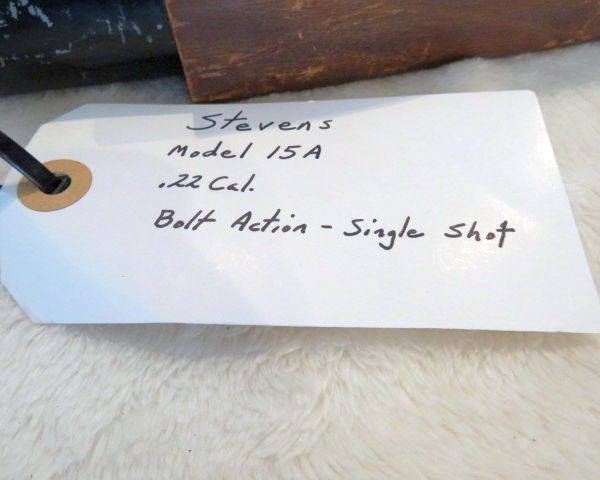 Stevens
Model 15A
.22 Cal.
Bolt Action - Single Shot